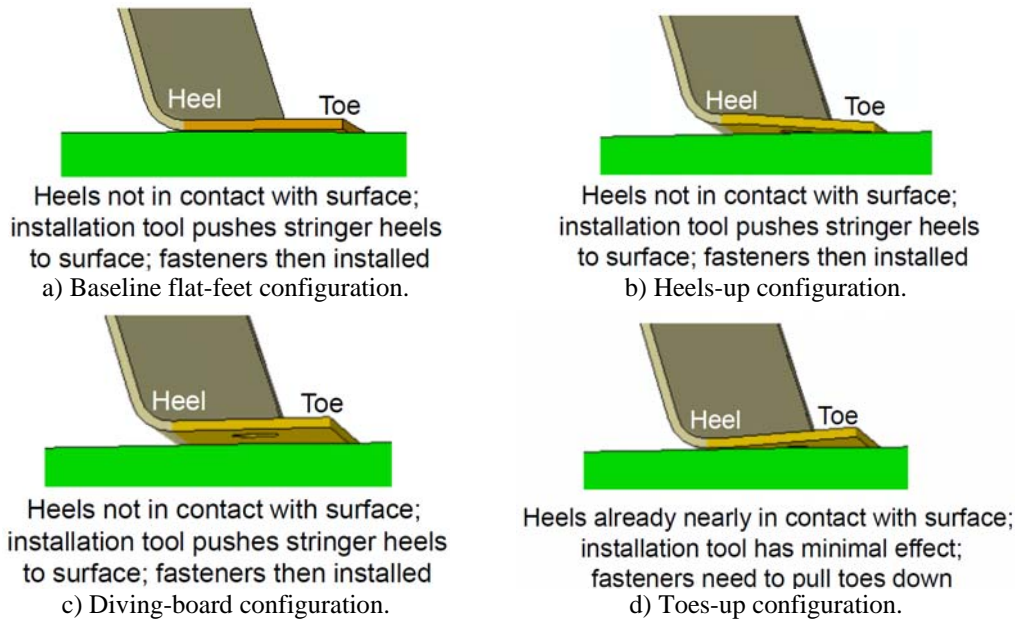 Heel Toe
Heels not in contact with surface;
installation tool pushes stringer heels
to surface; fasteners then installed
a) Baseline flat-feet configuration.
Heel Toe
Heels not in contact with surface;
installation tool pushes stringer heels
to surface; fasteners then installed
b) Heels-up configuration.
Heel Toe
Heels not in contact with surface;
installation tool pushes stringer heels
to surface; fasteners then installed
c) Diving-board configuration.
Heel Toe
Heels already nearly in contact with surface;
installation tool has minimal effect;
fasteners need to pull toes down
d) Toes-up configuration.